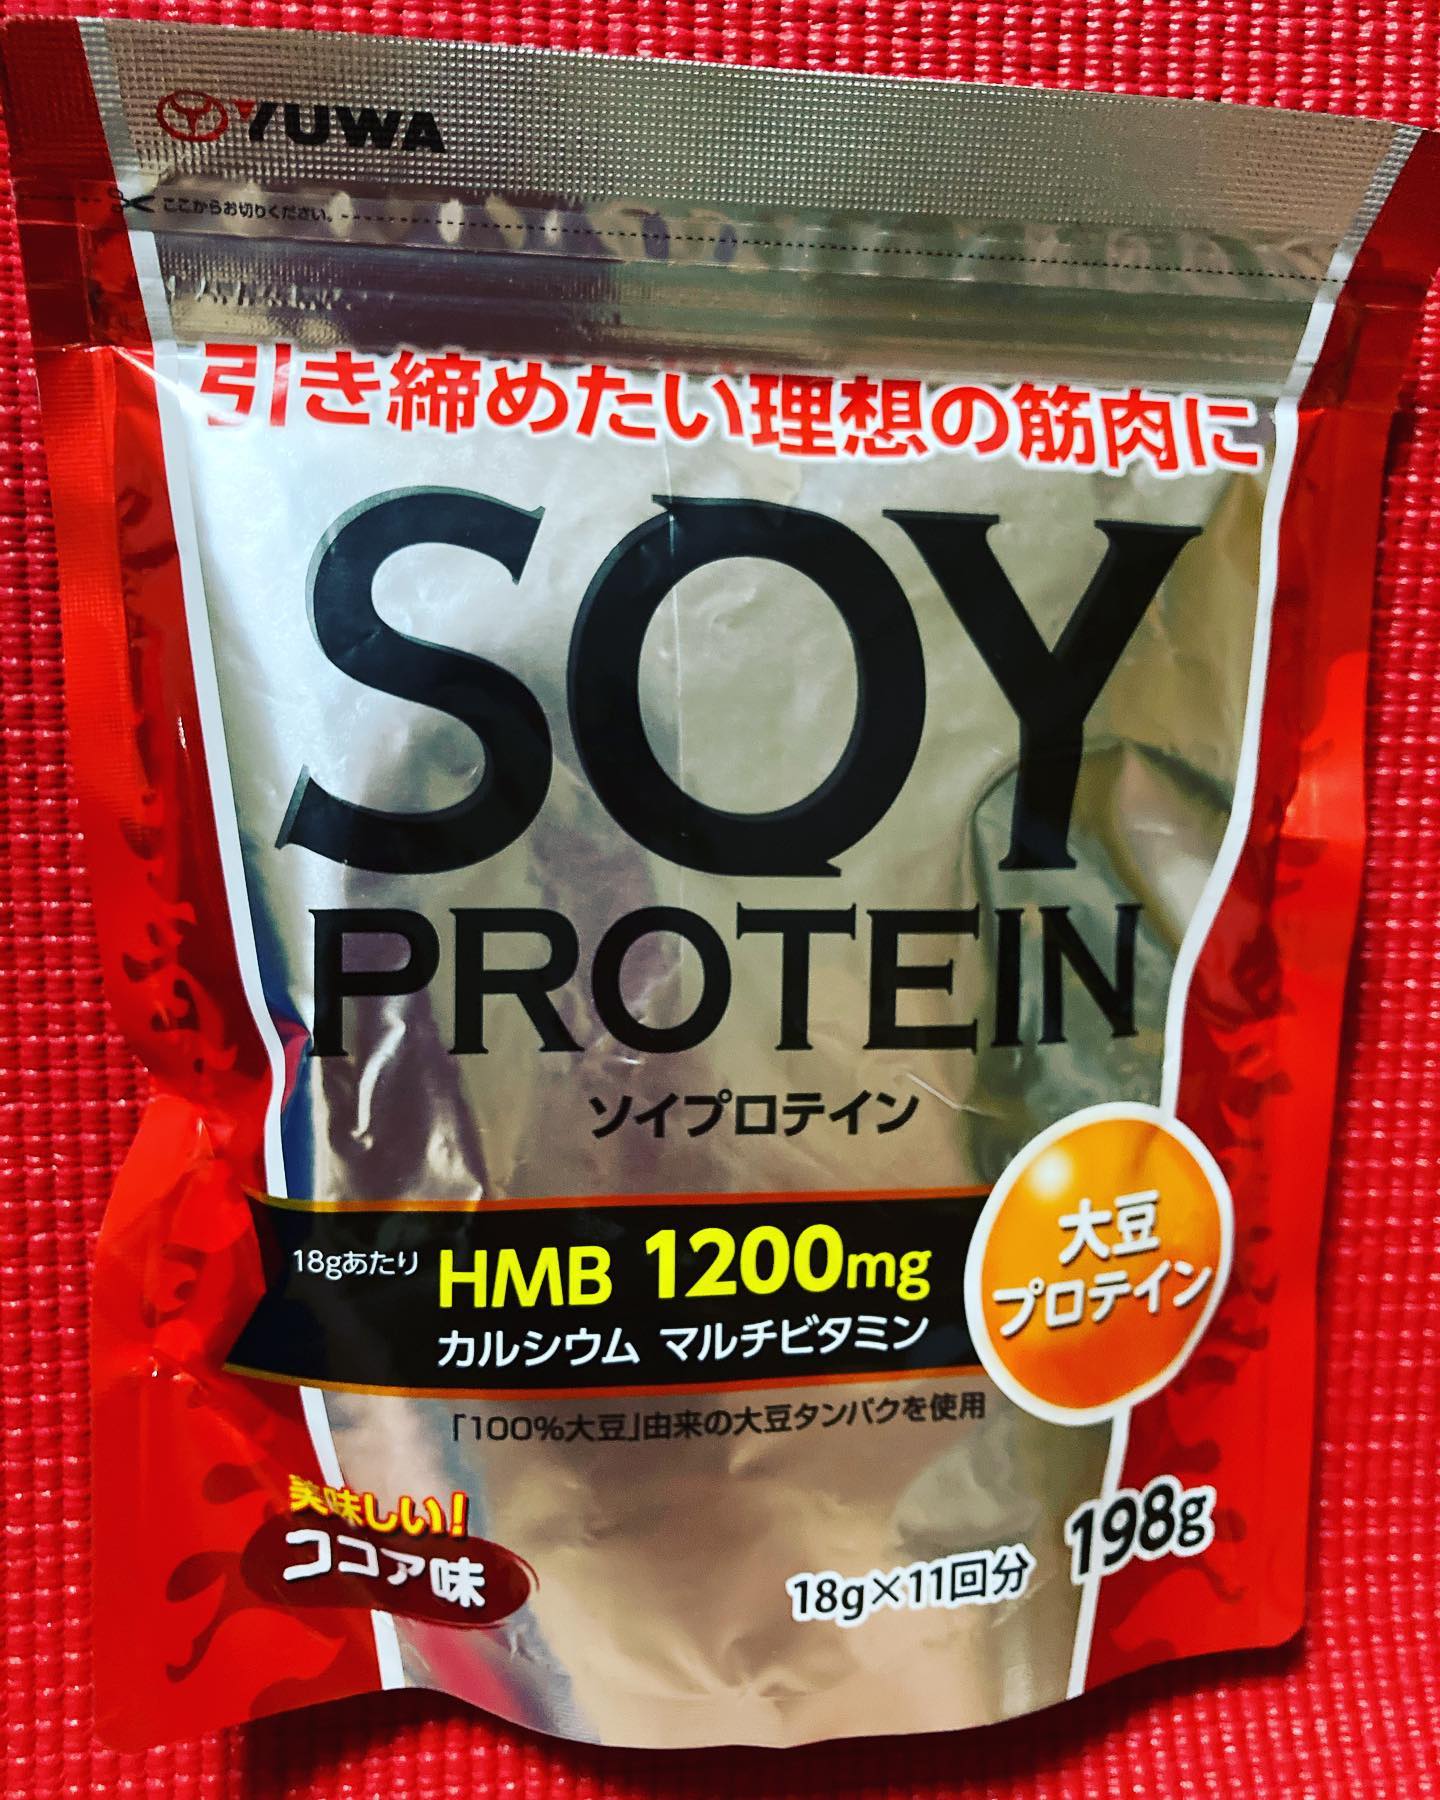 YUWA
ここからお切りください。
引き締めたい理想の筋肉に
SOY
PROTEIN
ソイプロテイン
18gあたり HMB 1200mg
カルシウム マルチビタミン
大豆
プロテイン
「100%大豆」由来の大豆タンパクを使用
美味しい!
ココア味
18g×11回分 198g